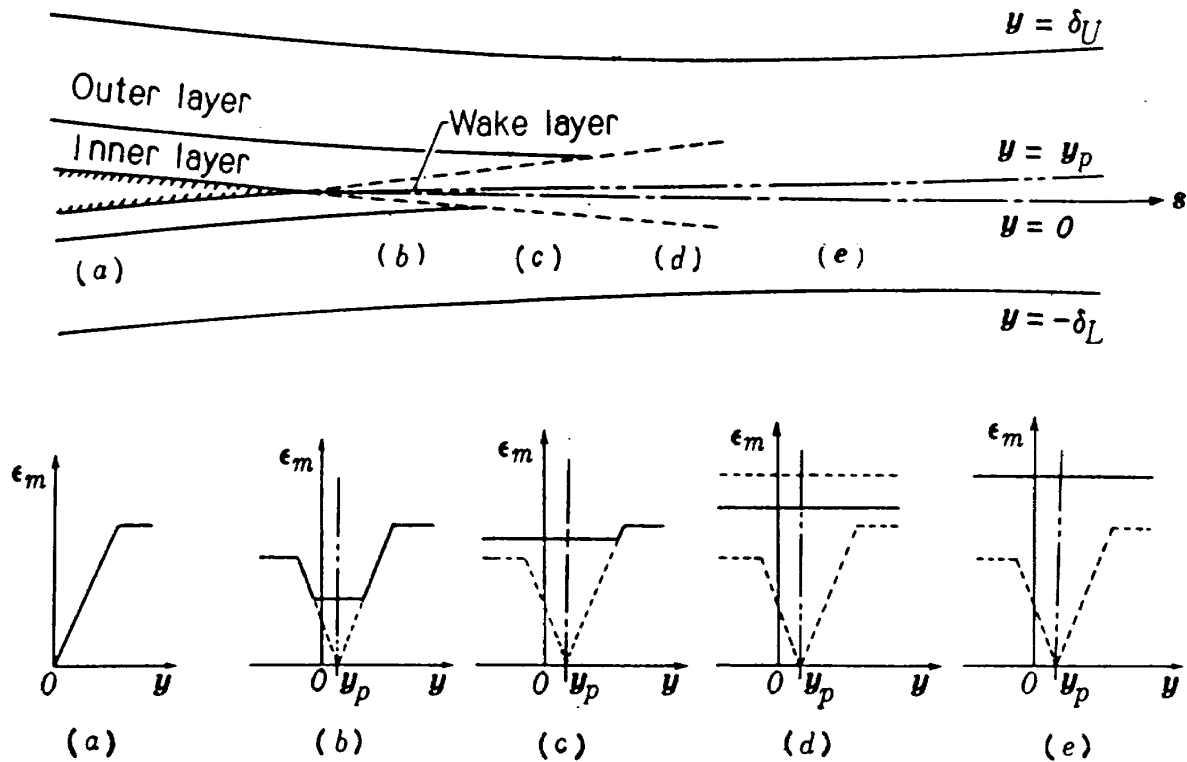 y = δ_U
Outer layer
Wake layer
Inner layer
y = y_p
s
y = 0
(a)
(b)
(c)
(d)
(e)
y = -δ_L
ϵ_m
ϵ_m
ϵ_m
ϵ_m
ϵ_m
0 y
0 y_p y
0 y_p y
0 y_p y
0 y_p y
(a)
(b)
(c)
(d)
(e)